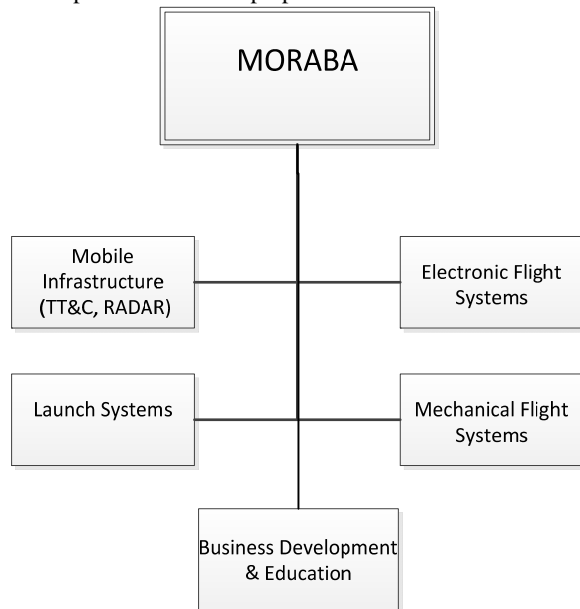 MORABA
Mobile
Infrastructure
(TT&C, RADAR)
Electronic Flight
Systems
Launch Systems
Mechanical Flight
Systems
Business Development
& Education